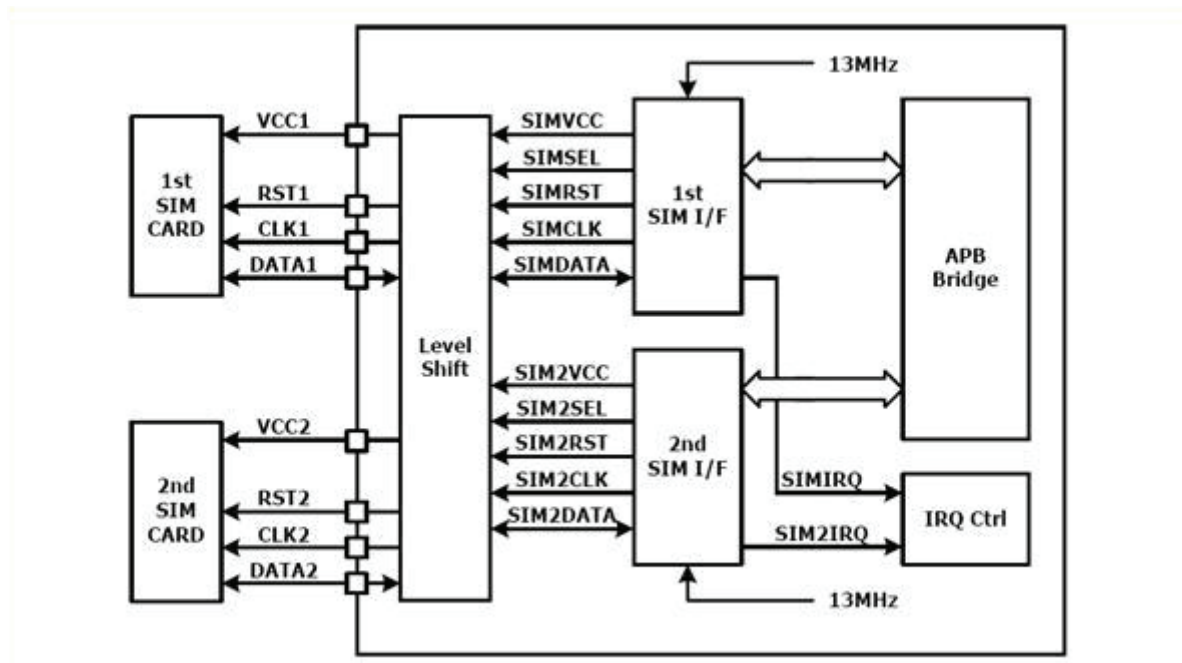 13MHz
VCC1
SIMVCC
SIMSEL
1st
SIM
CARD
RST1
SIMRST
1st
SIM I/F
CLK1
SIMCLK
DATA1
SIMDATA
APB
Bridge
Level
Shift
SIM2VCC
SIM2SEL
VCC2
SIM2RST
2nd
SIM I/F
2nd
SIM
CARD
RST2
SIM2CLK
SIMIRQ
SIM2DATA
IRQ Ctrl
CLK2
SIM2IRQ
DATA2
13MHz